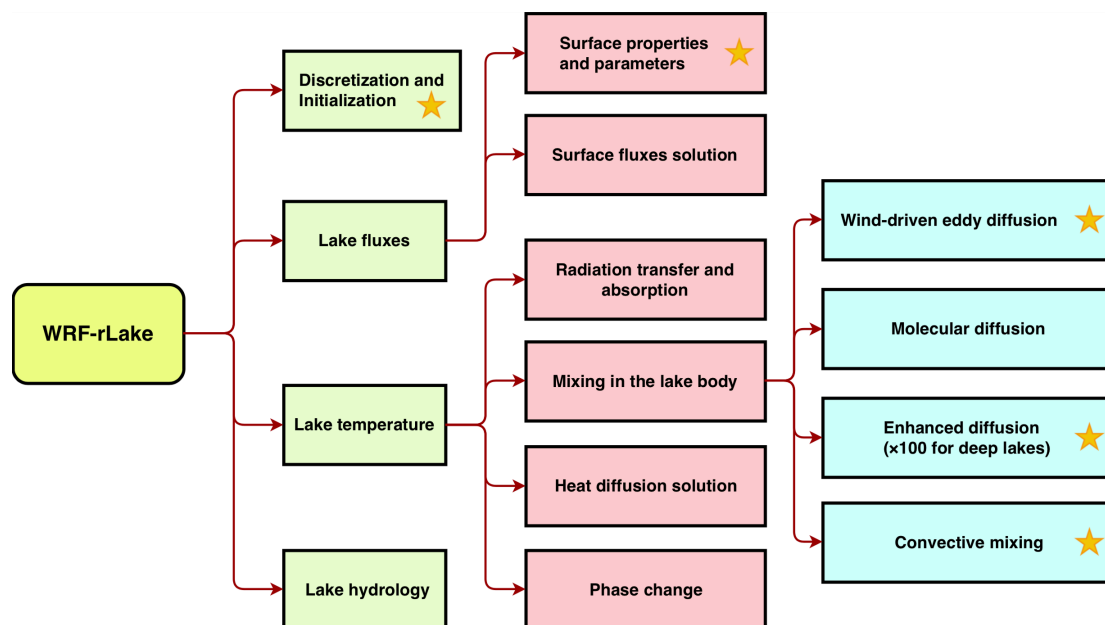 WRF-rLake
Discretization and
Initialization
Lake fluxes
Lake temperature
Lake hydrology
Surface properties
and parameters
Surface fluxes solution
Radiation transfer and
absorption
Mixing in the lake body
Heat diffusion solution
Phase change
Wind-driven eddy diffusion
Molecular diffusion
Enhanced diffusion
(×100 for deep lakes)
Convective mixing